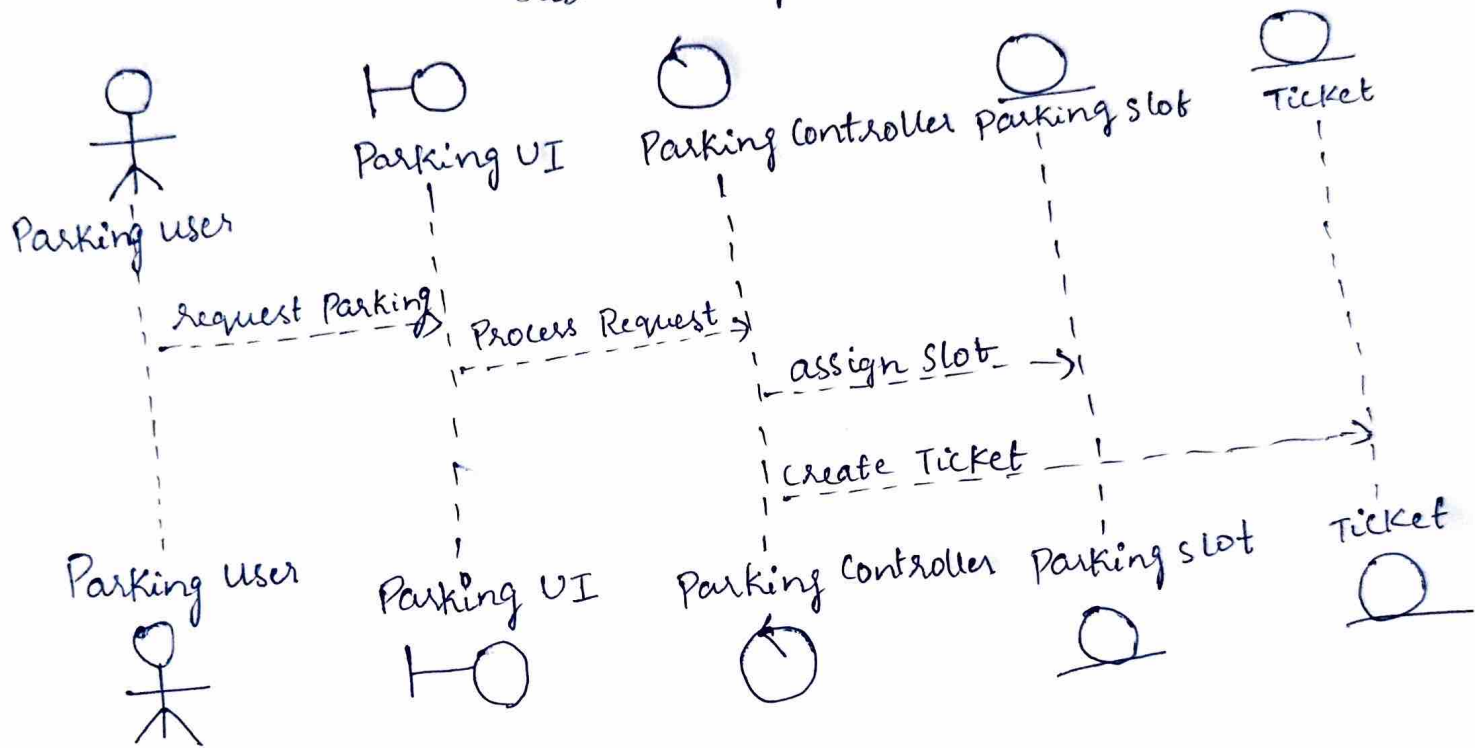 Parking UI
Parking Controller
Parking slot
Ticket
Parking user
request Parking
Process Request
assign Slot
Create Ticket
Parking User
Parking UI
Parking Controller
Parking slot
Ticket